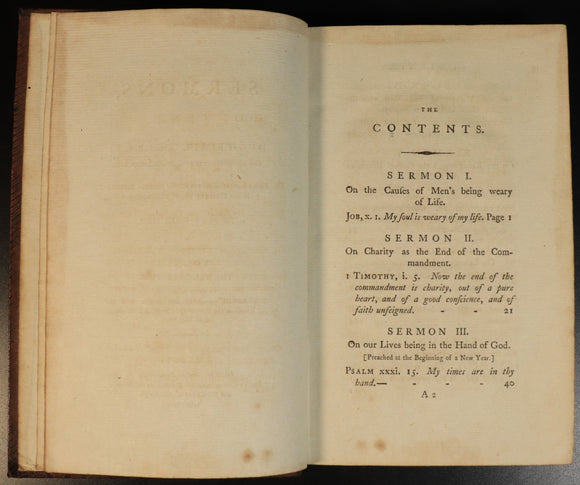 SERMONS
THE
CONTENTS.
SERMON I.
On the Cauſes of Men's being weary
of Life.
JOB, x. 1. My ſoul is weary of my life. Page 1
SERMON II.
On Charity as the End of the Com-
mandment.
1 TIMOTHY, i. 5. Now the end of the
commandment is charity, out of a pure
heart, and of a good conſcience, and of
faith unfeigned. - - 21
SERMON III.
On our Lives being in the Hand of God.
[Preached at the Beginning of a New Year.]
PSALM xxxi. 15. My times are in thy
hand.— - - - 40
A 2